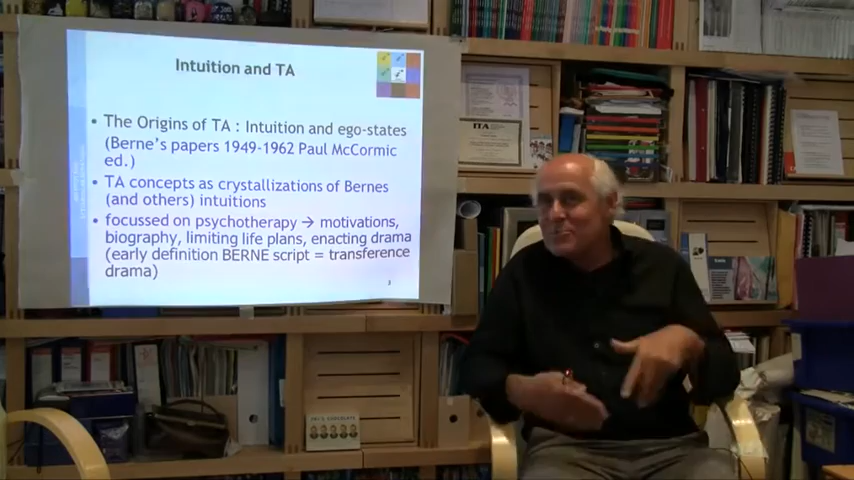 Intuition and TA
• The Origins of TA : Intuition and ego-states
(Berne's papers 1949-1962 Paul McCormic
ed.)
• TA concepts as crystallizations of Bernes
(and others) intuitions
• focussed on psychotherapy → motivations,
biography, limiting life plans, enacting drama
(early definition BERNE script = transference
drama)
3
ITA